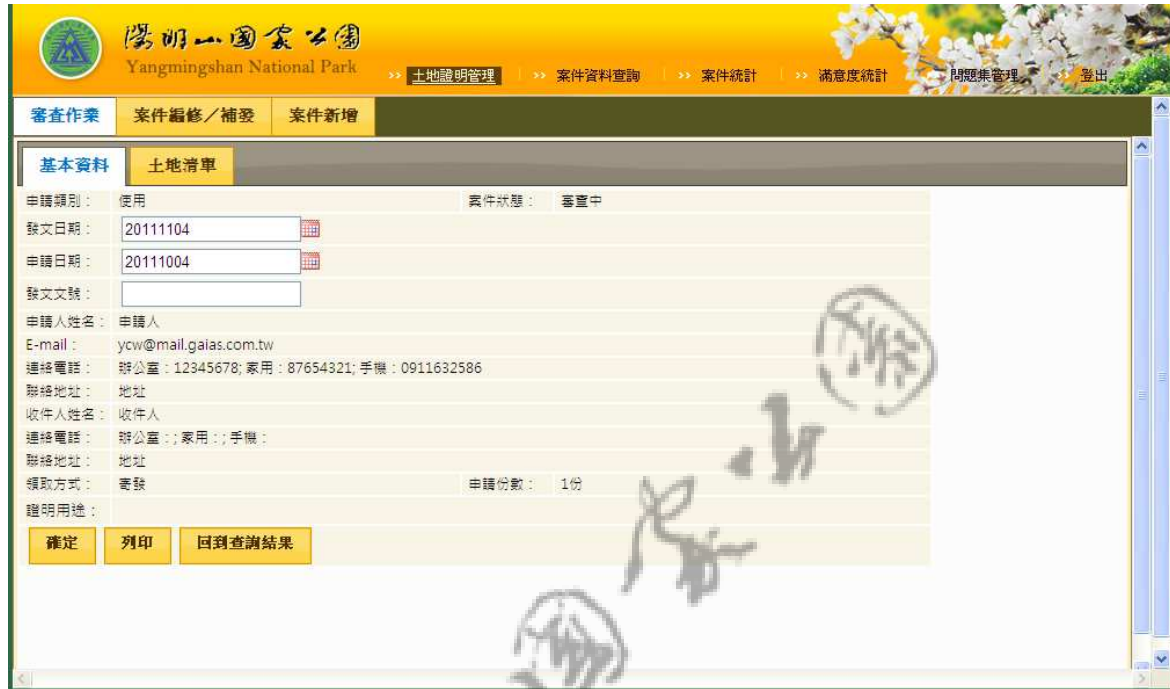 陽明山國家公園
Yangmingshan National Park
>> 土地證明管理 >> 案件資料查詢 >> 案件統計 >> 滿意度統計 >> 問題集管理 >> 登出
審查作業 案件編修／補發 案件新增
基本資料 土地清單
申請類別： 使用 案件狀態： 審查中
發文日期： 20111104
申請日期： 20111004
發文文號：
申請人姓名： 申請人
E-mail： ycw@mail.gaias.com.tw
連絡電話： 辦公室：12345678; 家用：87654321; 手機：0911632586
聯絡地址： 地址
收件人姓名： 收件人
連絡電話： 辦公室：; 家用：; 手機：
聯絡地址： 地址
領取方式： 寄發 申請份數： 1份
證明用途：
確定 列印 回到查詢結果